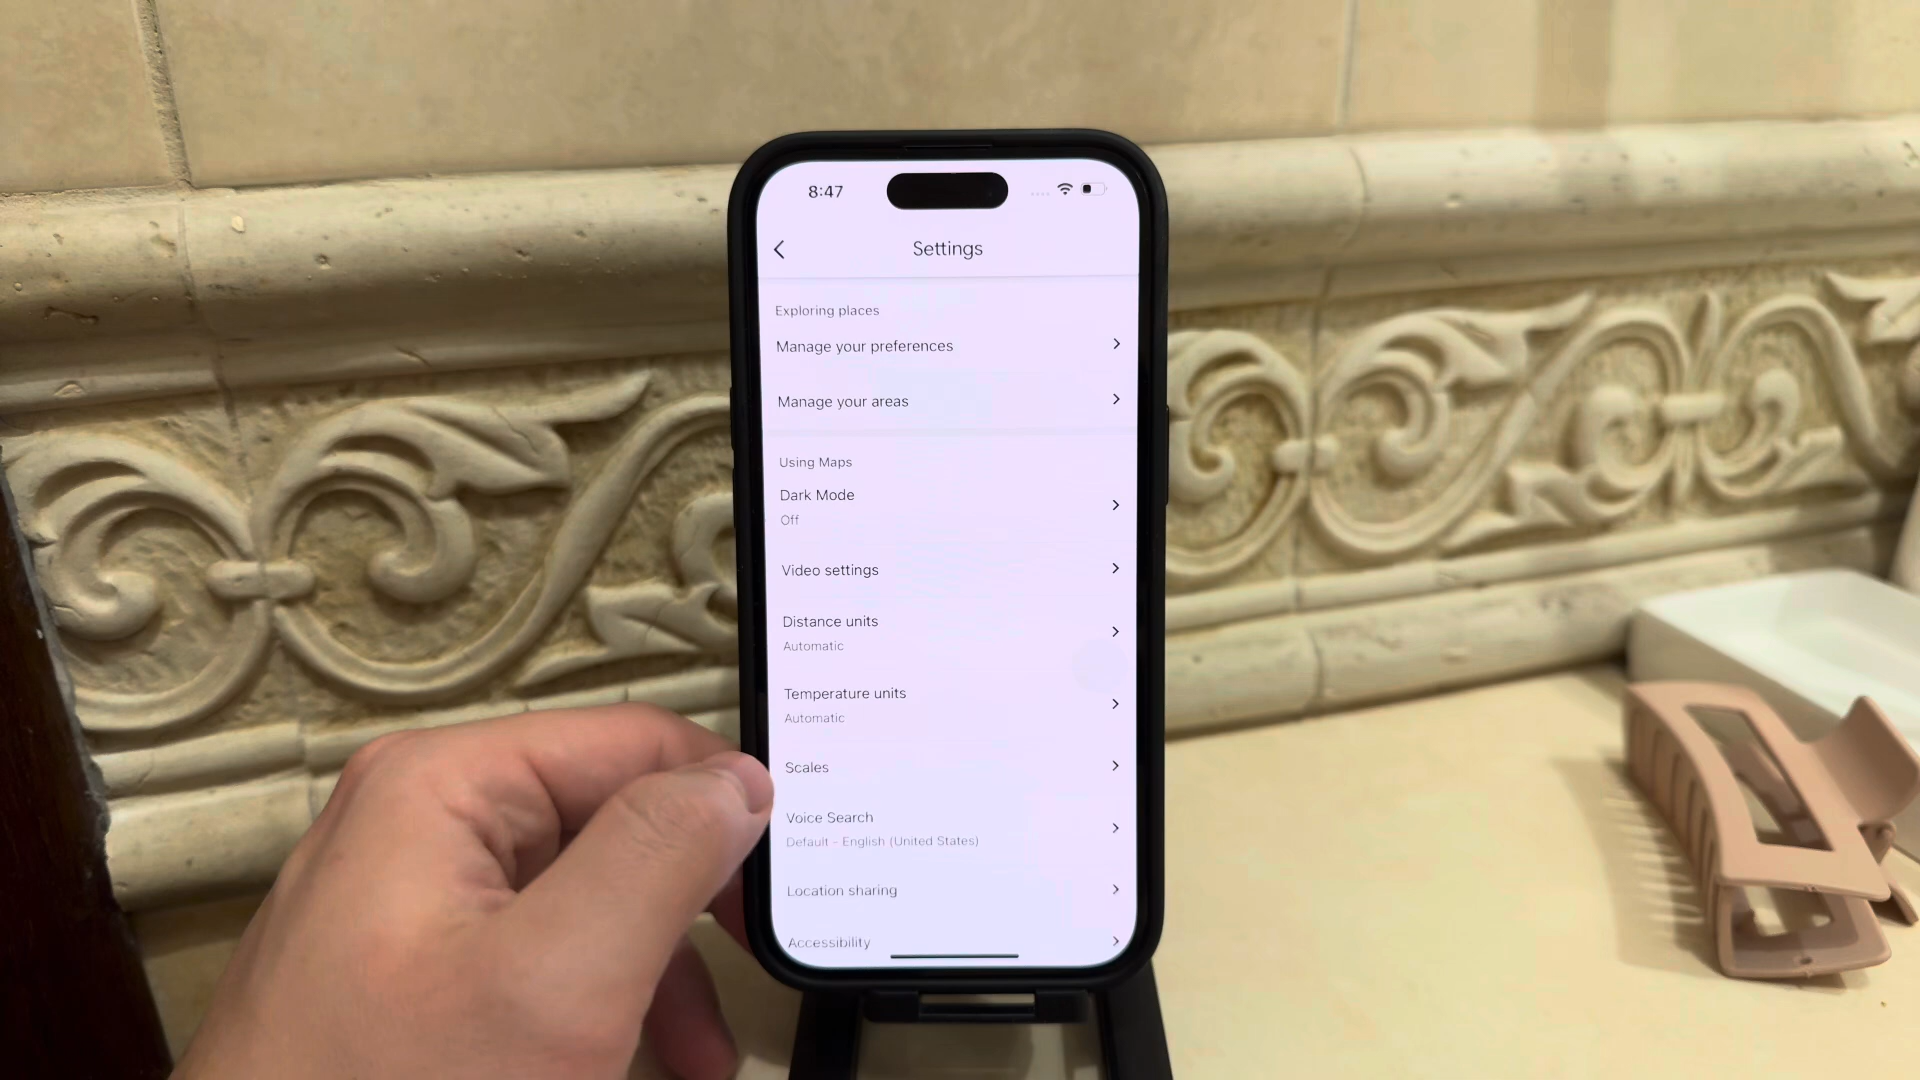 8:47
Settings
Exploring places
Manage your preferences
Manage your areas
Using Maps
Dark Mode
Off
Video settings
Distance units
Automatic
Temperature units
Automatic
Scales
Voice Search
Default - English (United States)
Location sharing
Accessibility